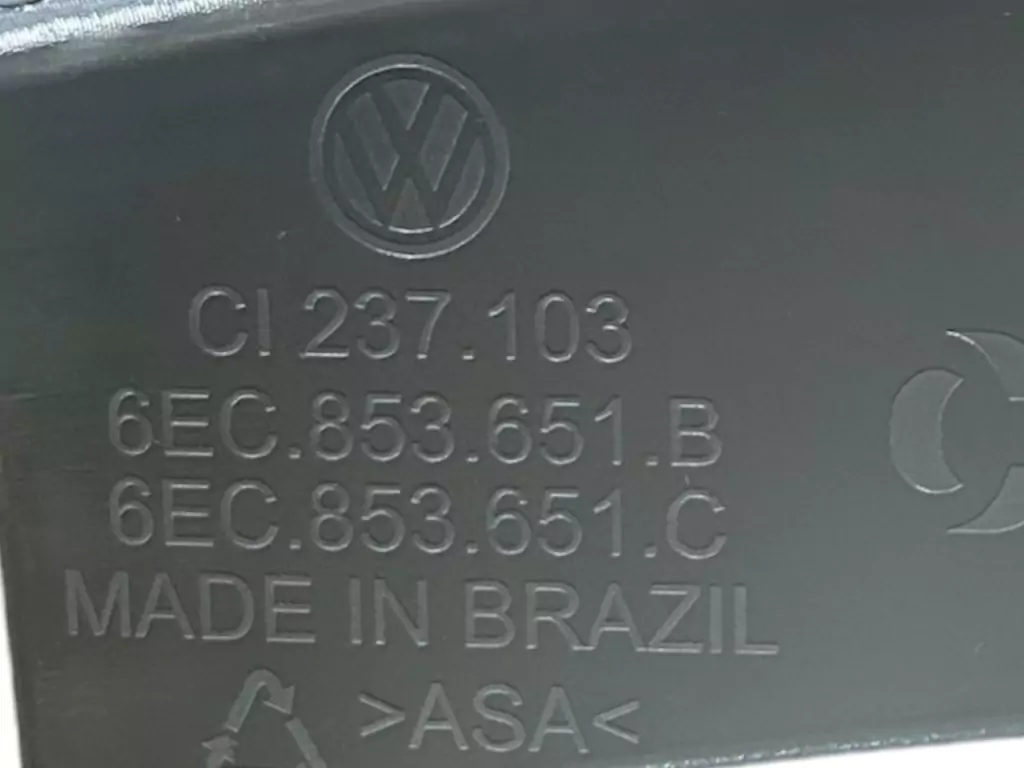 CI 237.103
6EC.853.651.B
6EC.853.651.C
MADE IN BRAZIL
>ASA<